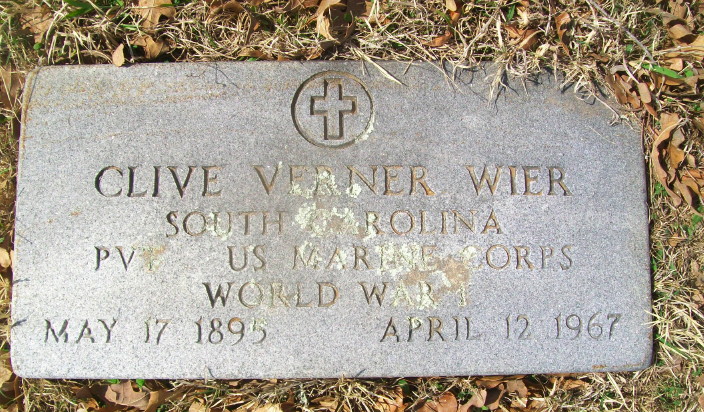 CLIVE VERNER WIER
SOUTH CAROLINA
PVT US MARINE CORPS
WORLD WAR I
MAY 17 1895 APRIL 12 1967